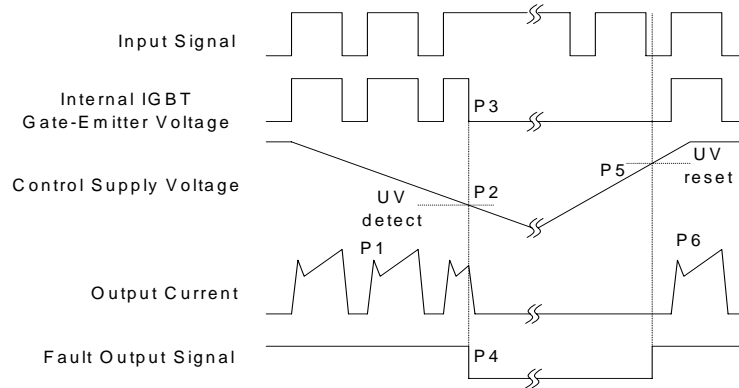 Input Signal
Internal IGBT
Gate-Emitter Voltage
P3
Control Supply Voltage
P5
UV
reset
UV
detect
P2
P1
P6
Output Current
Fault Output Signal
P4